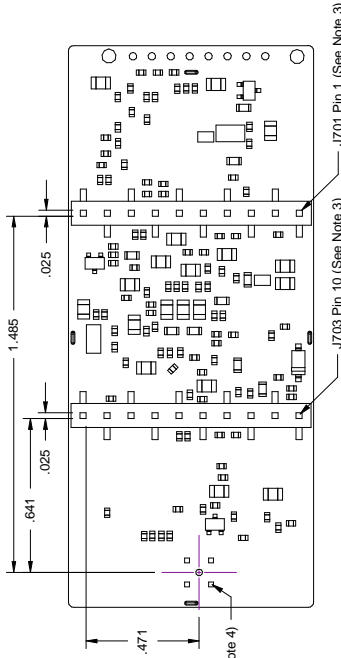 J701 Pin 1 (See Note 3)
J703 Pin 10 (See Note 3)
.025
1.485
.025
.641
.471
ote 4)